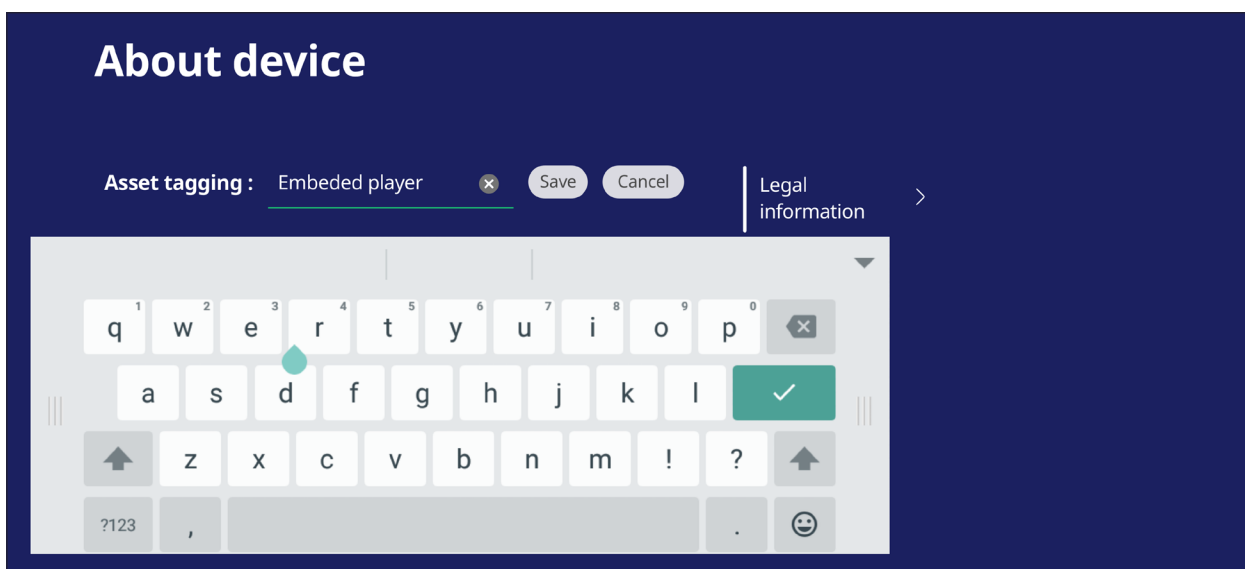 About device
Asset tagging : Embeded player Save Cancel
Legal
information
q 1 w 2 e 3 r 4 t 5 y 6 u 7 i 8 o 9 p 0
a s d f g h j k l
z x c v b n m ! ?
?123 , .